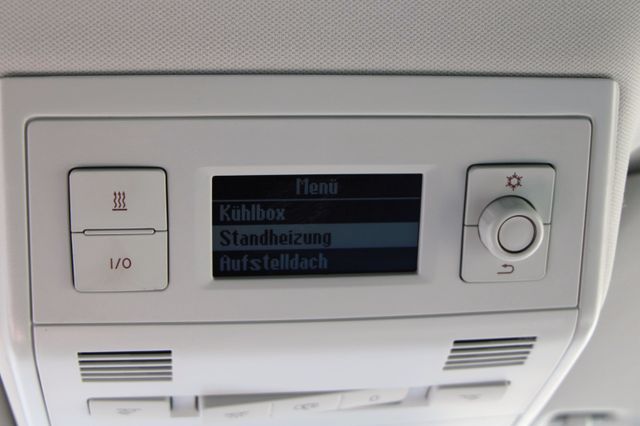 Menü
Kühlbox
Standheizung
Aufstelldach
I/O